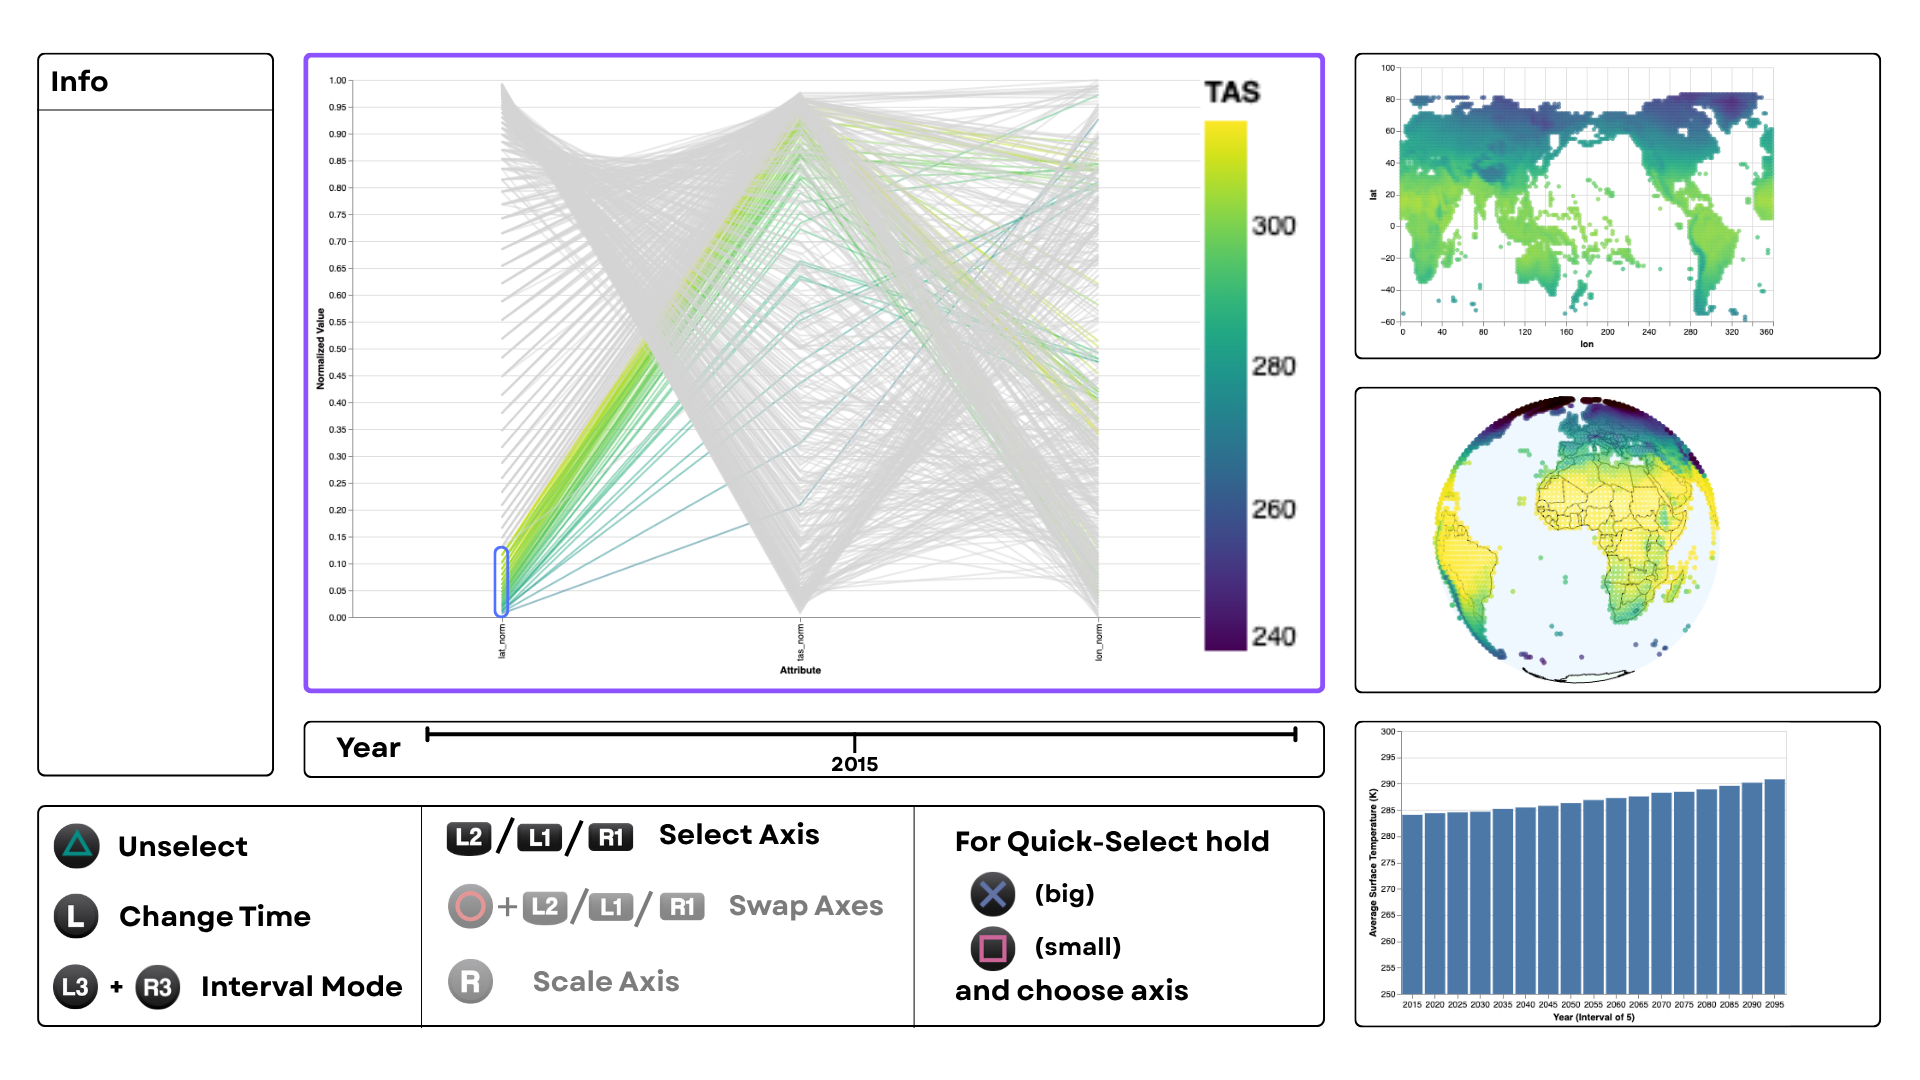 Info
1.00
0.95
0.90
0.85
0.80
0.75
0.70
0.65
0.60
0.55
0.50
0.45
0.40
0.35
0.30
0.25
0.20
0.15
0.10
0.05
0.00
Normalized Value
lat_norm
tas_norm
lon_norm
Attribute
TAS
300
280
260
240
100
80
60
40
20
0
−20
−40
−60
lat
0 40 80 120 160 200 240 280 320 360
lon
Year
2015
300
295
290
285
280
275
270
265
260
255
250
Average Surface Temperature (K)
2015 2020 2025 2030 2035 2040 2045 2050 2055 2060 2065 2070 2075 2080 2085 2090 2095
Year (Interval of 5)
Unselect
L Change Time
L3 + R3 Interval Mode
L2 / L1 / R1 Select Axis
+ L2 / L1 / R1 Swap Axes
R Scale Axis
For Quick-Select hold
(big)
(small)
and choose axis